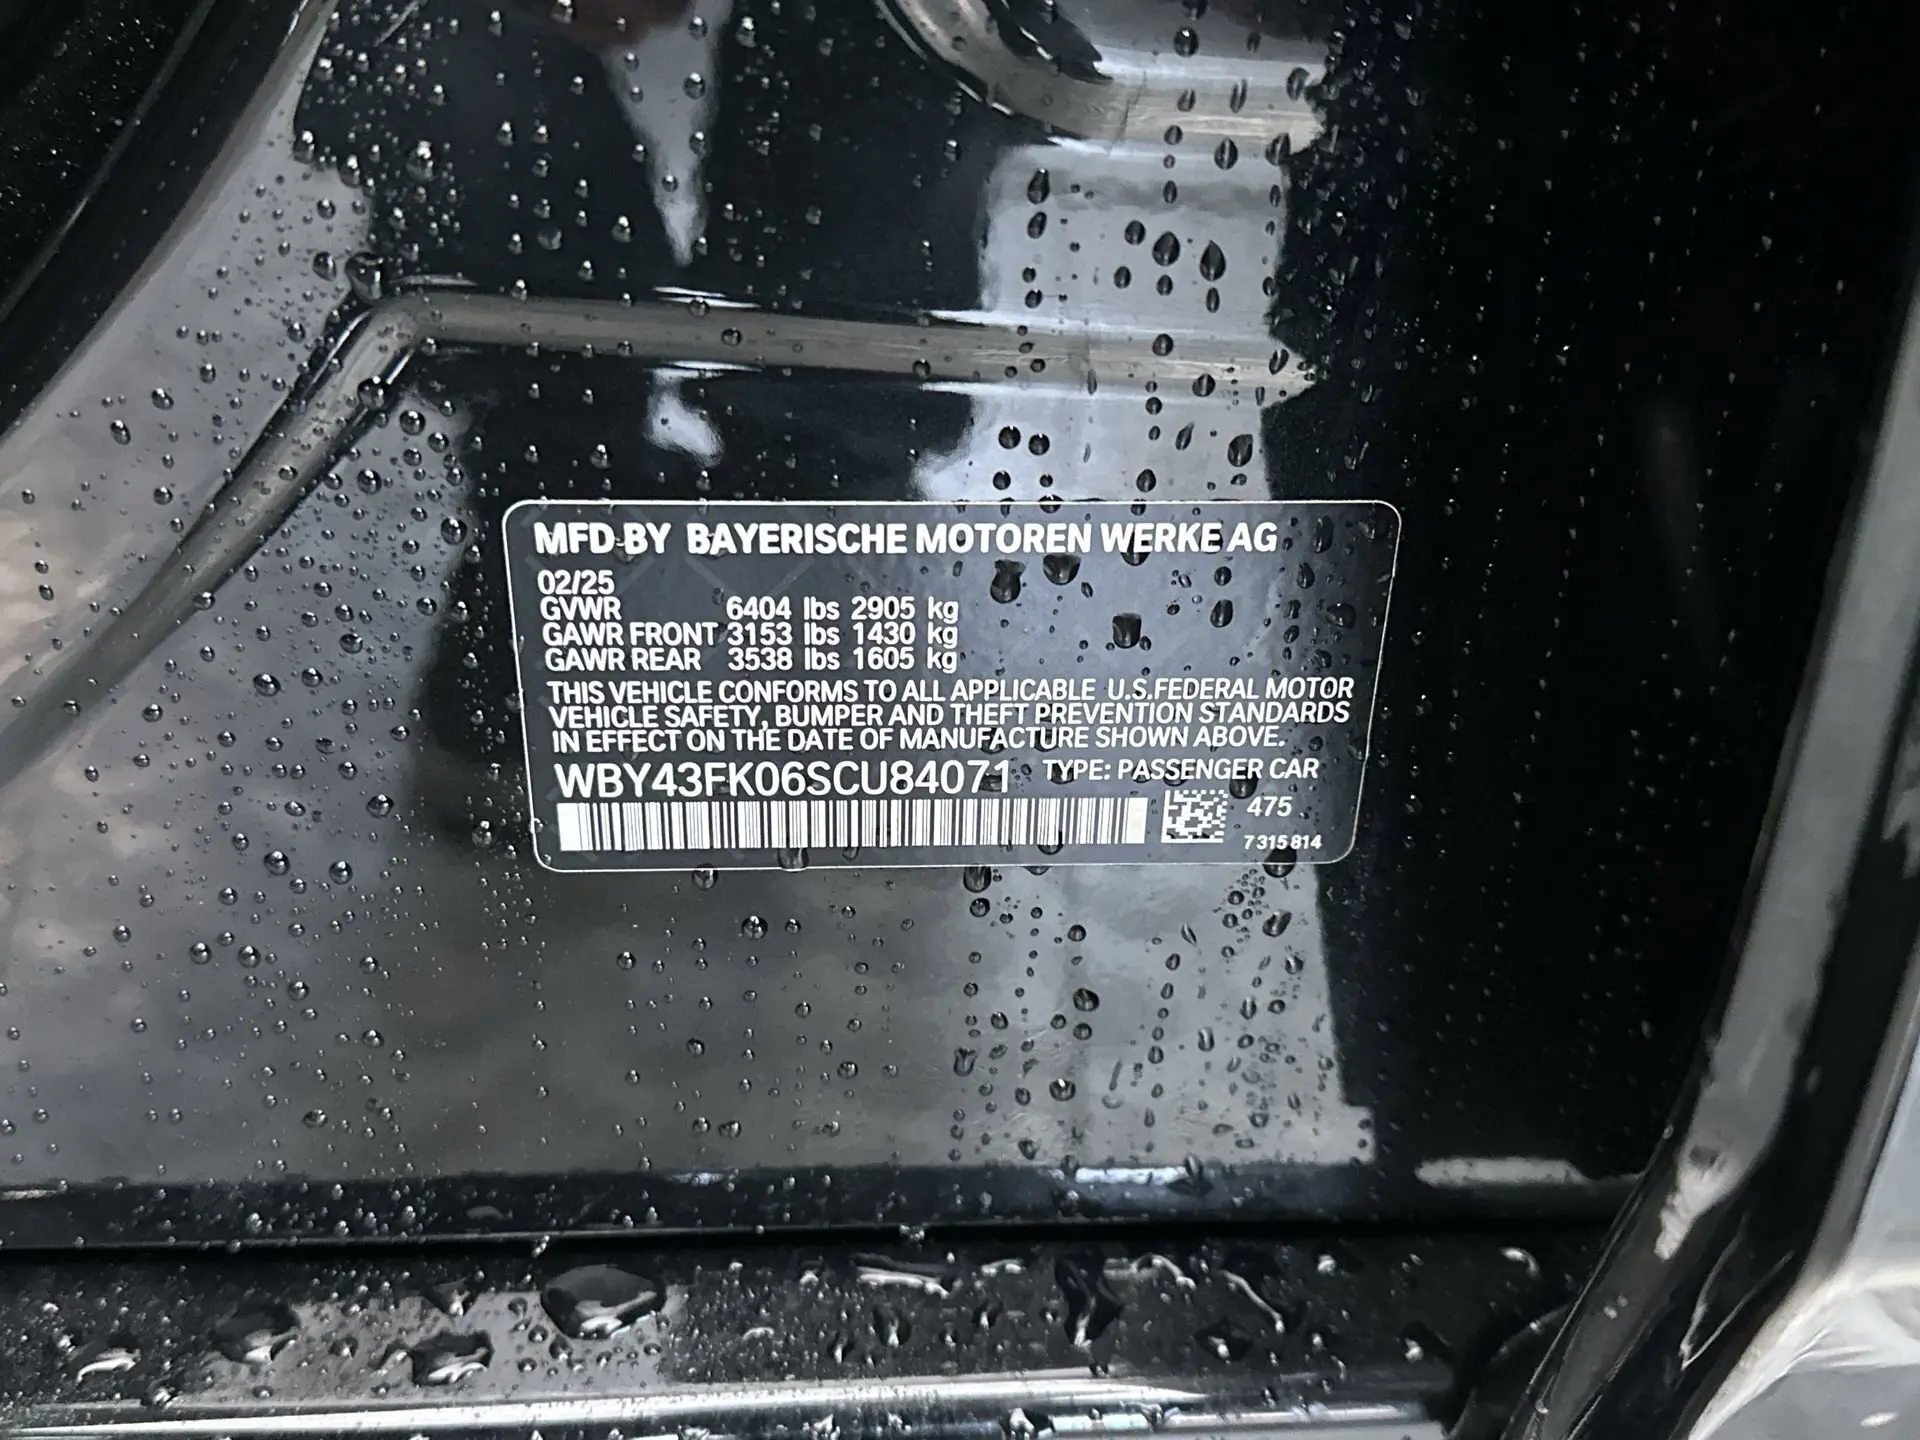 MFD BY BAYERISCHE MOTOREN WERKE AG
02/25
GVWR 6404 lbs 2905 kg
GAWR FRONT 3153 lbs 1430 kg
GAWR REAR 3538 lbs 1605 kg
THIS VEHICLE CONFORMS TO ALL APPLICABLE U.S.FEDERAL MOTOR
VEHICLE SAFETY, BUMPER AND THEFT PREVENTION STANDARDS
IN EFFECT ON THE DATE OF MANUFACTURE SHOWN ABOVE.
WBY43FK06SCU84071 TYPE: PASSENGER CAR
475
7315814